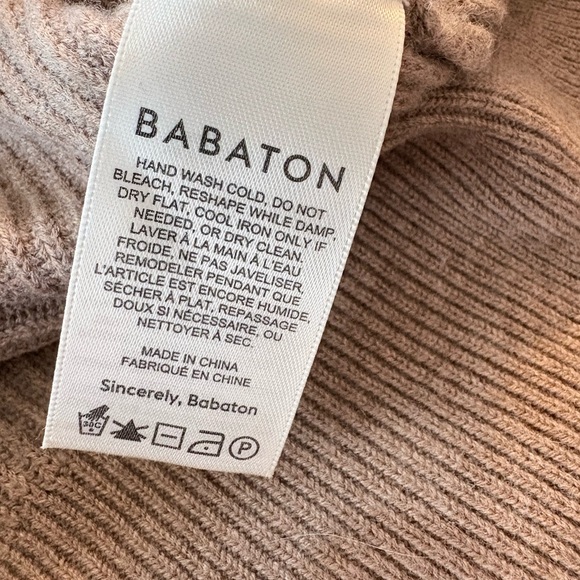 BABATON
HAND WASH COLD, DO NOT
BLEACH, RESHAPE WHILE DAMP,
DRY FLAT, COOL IRON ONLY IF
NEEDED, OR DRY CLEAN.
LAVER À LA MAIN À L'EAU
FROIDE, NE PAS JAVELISER,
REMODELER PENDANT QUE
L'ARTICLE EST ENCORE HUMIDE,
SÉCHER À PLAT, REPASSAGE
DOUX SI NÉCESSAIRE, OU
NETTOYER À SEC.
MADE IN CHINA
FABRIQUÉ EN CHINE
Sincerely, Babaton
30C P